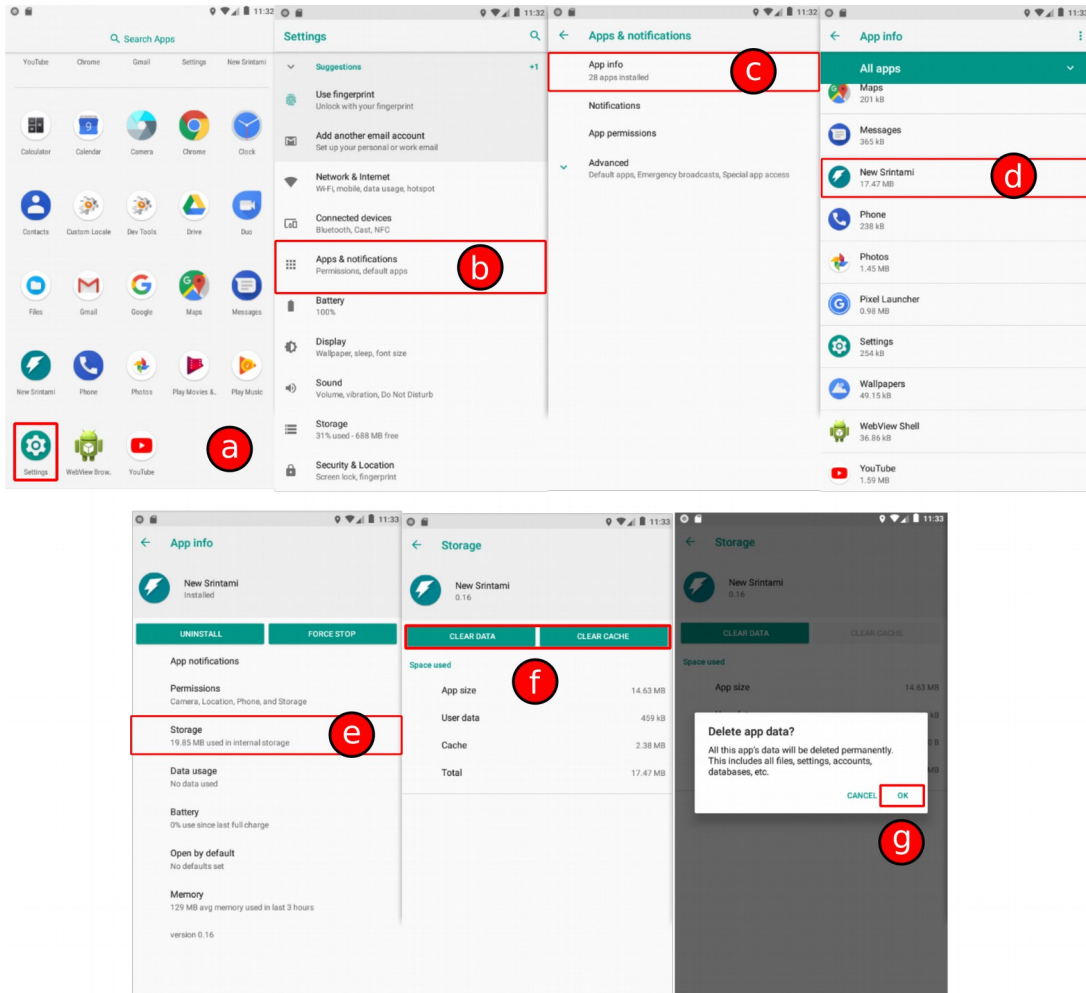 11:32
Search Apps
YouTube Chrome Gmail Settings New Srintami
Calculator Calendar Camera Chrome Clock
Contacts Custom Locale Dev Tools Drive Duo
Files Gmail Google Maps Messages
New Srintami Phone Photos Play Movies &.. Play Music
Settings WebView Brow.. YouTube
a
11:32
Settings
Suggestions +1
Use fingerprint
Unlock with your fingerprint
Add another email account
Set up your personal or work email
Network & Internet
Wi-Fi, mobile, data usage, hotspot
Connected devices
Bluetooth, Cast, NFC
Apps & notifications
Permissions, default apps
b
Battery
100%
Display
Wallpaper, sleep, font size
Sound
Volume, vibration, Do Not Disturb
Storage
31% used - 688 MB free
Security & Location
Screen lock, fingerprint
11:32
Apps & notifications
App info
28 apps installed
c
Notifications
App permissions
Advanced
Default apps, Emergency broadcasts, Special app access
App info
All apps
Maps
201 kB
Messages
365 kB
New Srintami
17.47 MB
d
Phone
238 kB
Photos
1.45 MB
Pixel Launcher
0.98 MB
Settings
254 kB
Wallpapers
49.15 kB
WebView Shell
36.86 kB
YouTube
1.59 MB
11:33
App info
New Srintami
Installed
UNINSTALL FORCE STOP
App notifications
Permissions
Camera, Location, Phone, and Storage
Storage
19.85 MB used in internal storage
e
Data usage
No data used
Battery
0% use since last full charge
Open by default
No defaults set
Memory
129 MB avg memory used in last 3 hours
version 0.16
11:33
Storage
New Srintami
0.16
CLEAR DATA CLEAR CACHE
Space used
f
App size 14.63 MB
User data 459 kB
Cache 2.38 MB
Total 17.47 MB
11:33
Storage
New Srintami
0.16
CLEAR DATA CLEAR CACHE
Space used
App size 14.63 MB
Delete app data?
All this app's data will be deleted permanently.
This includes all files, settings, accounts,
databases, etc.
CANCEL OK
g